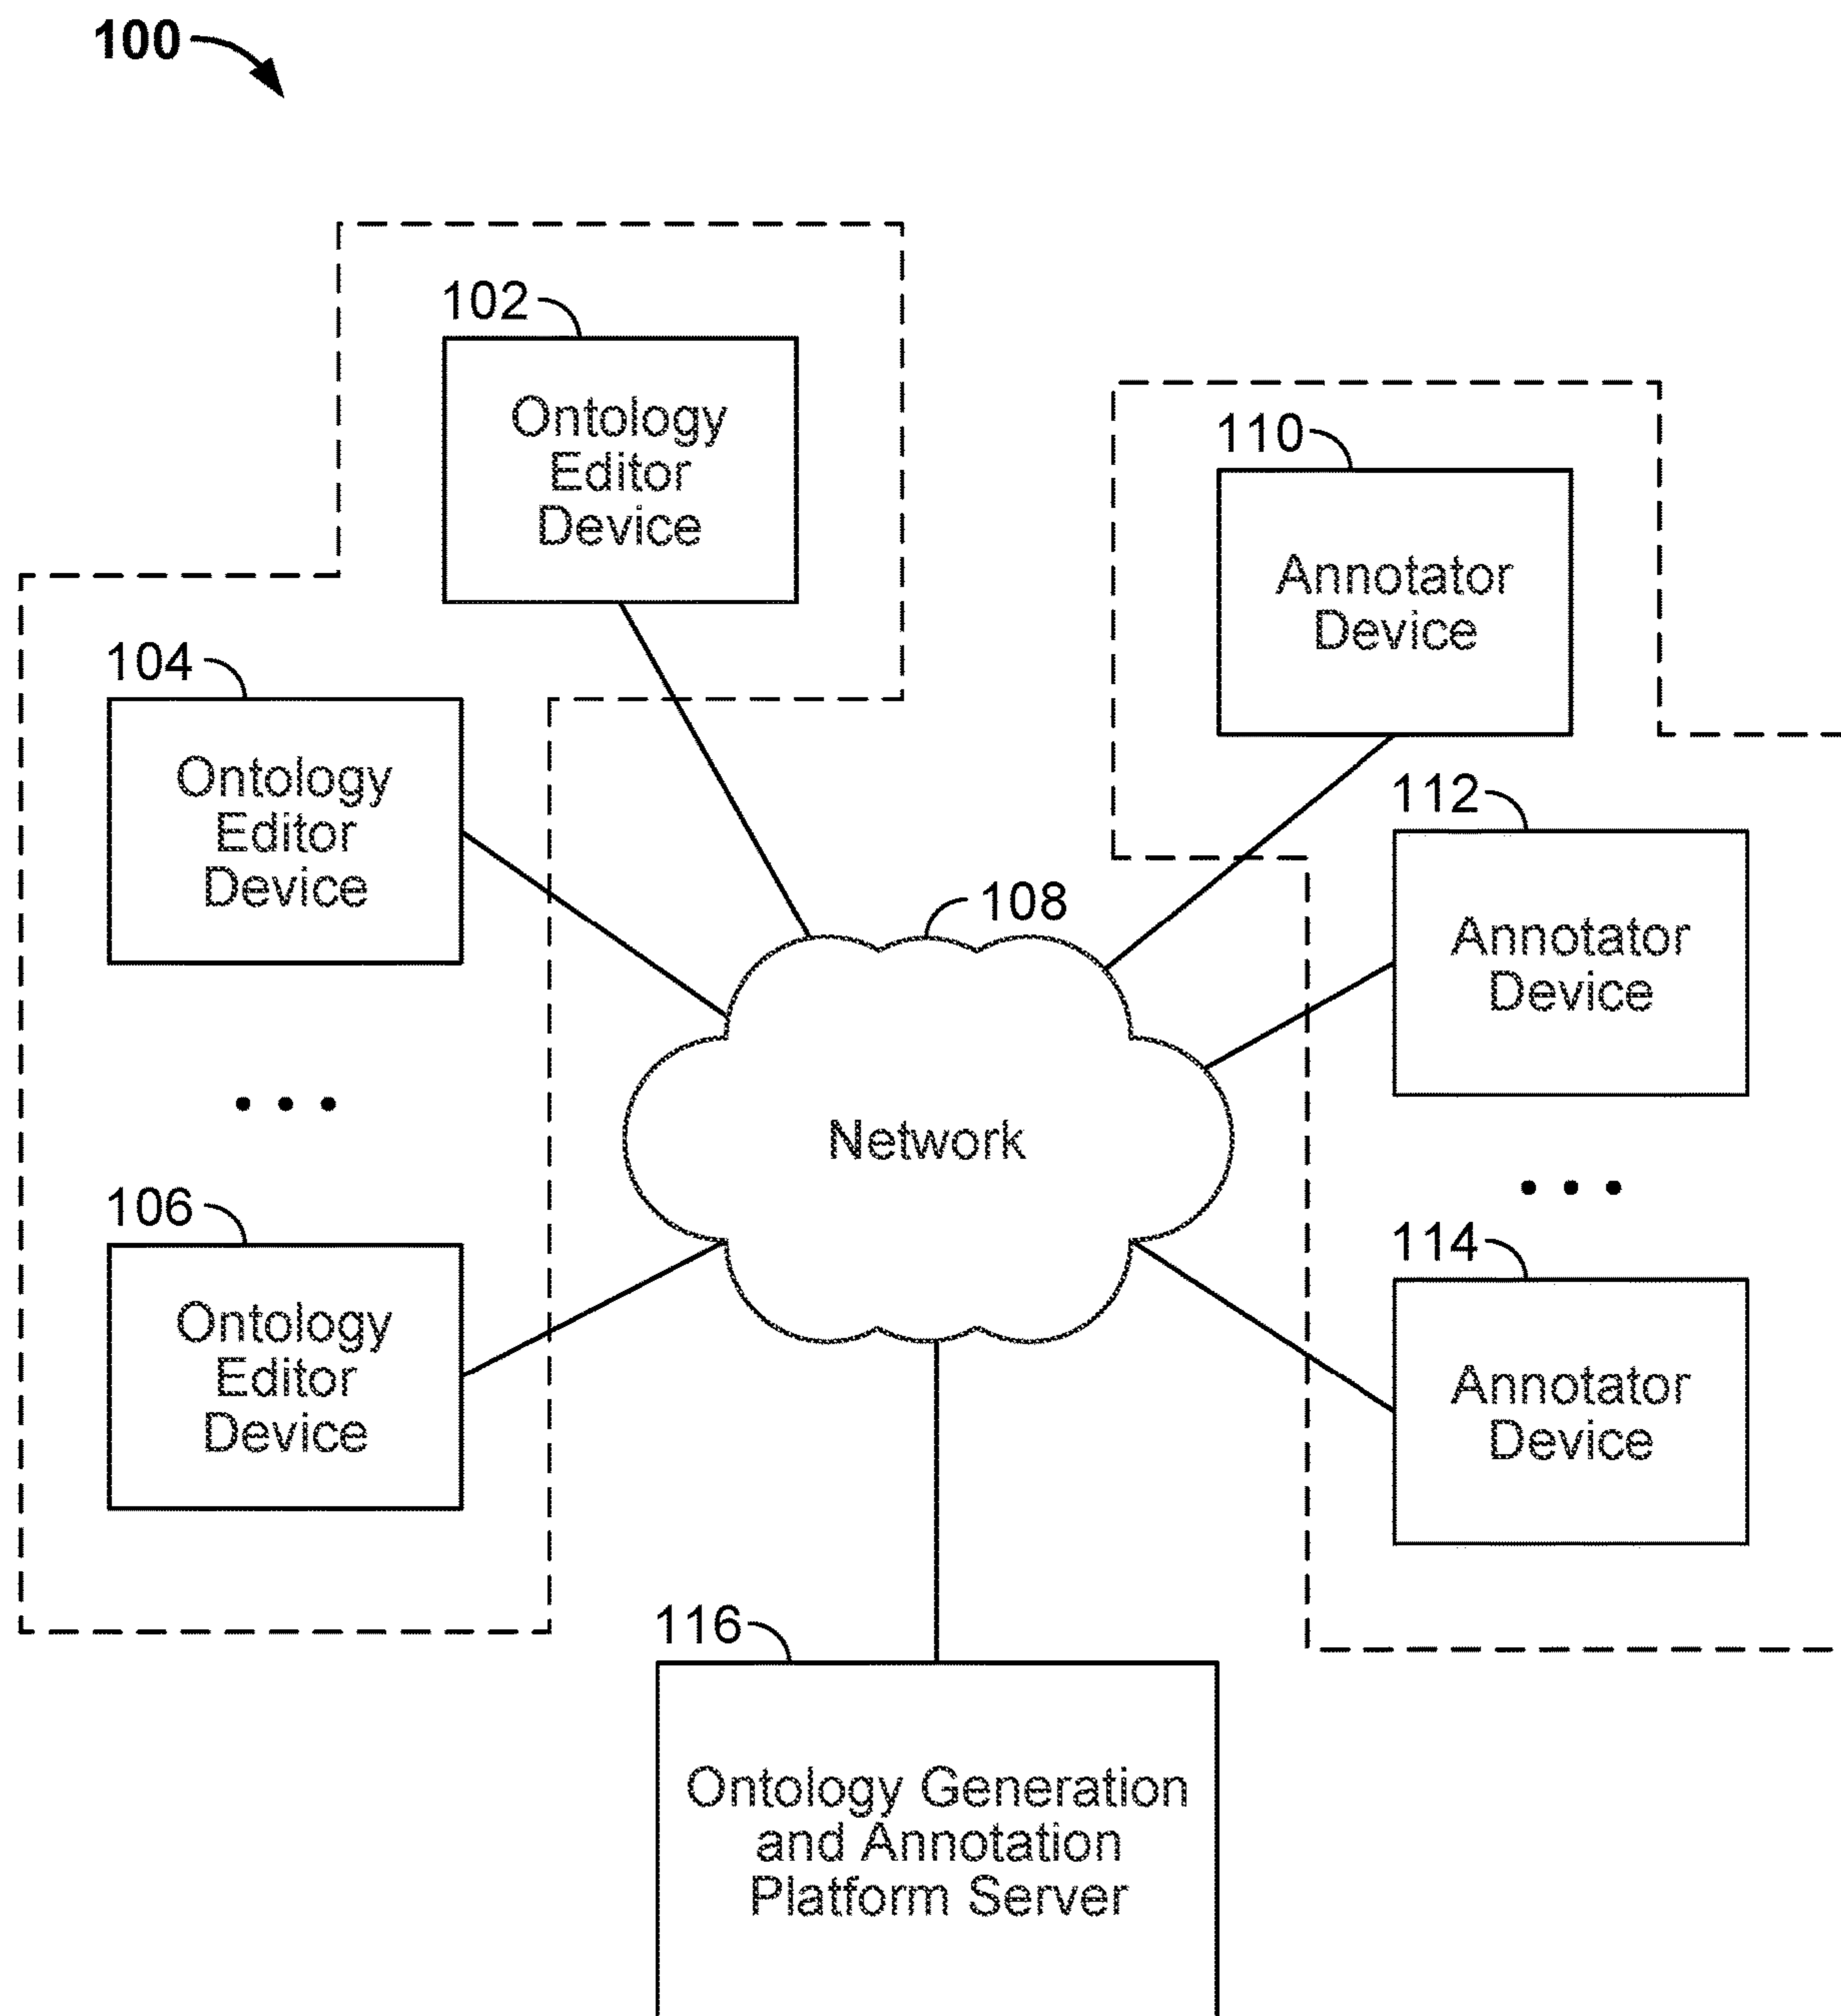 100
102
Ontology
Editor
Device
110
Annotator
Device
104
Ontology
Editor
Device
112
Annotator
Device
108
Network
106
Ontology
Editor
Device
114
Annotator
Device
116
Ontology Generation
and Annotation
Platform Server